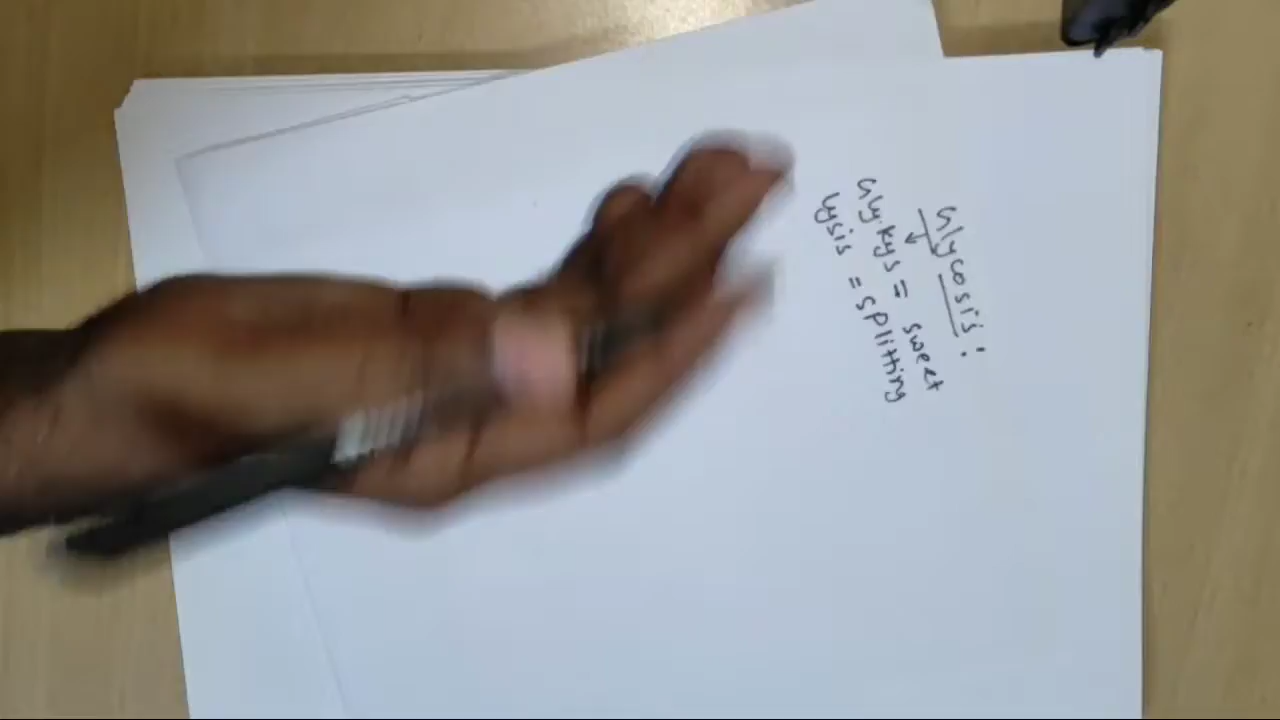 Glycosis:
Glykys = sweet
lysis = splitting